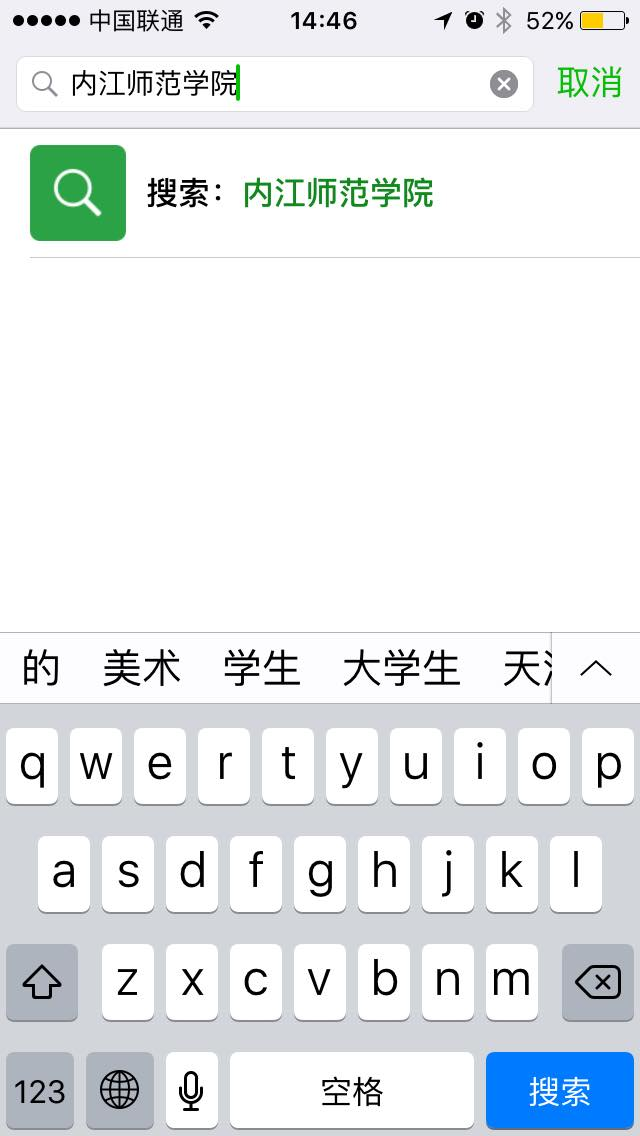 中国联通 14:46 52%
内江师范学院 取消
搜索：内江师范学院
的 美术 学生 大学生 天
q w e r t y u i o p
a s d f g h j k l
z x c v b n m
123 空格 搜索